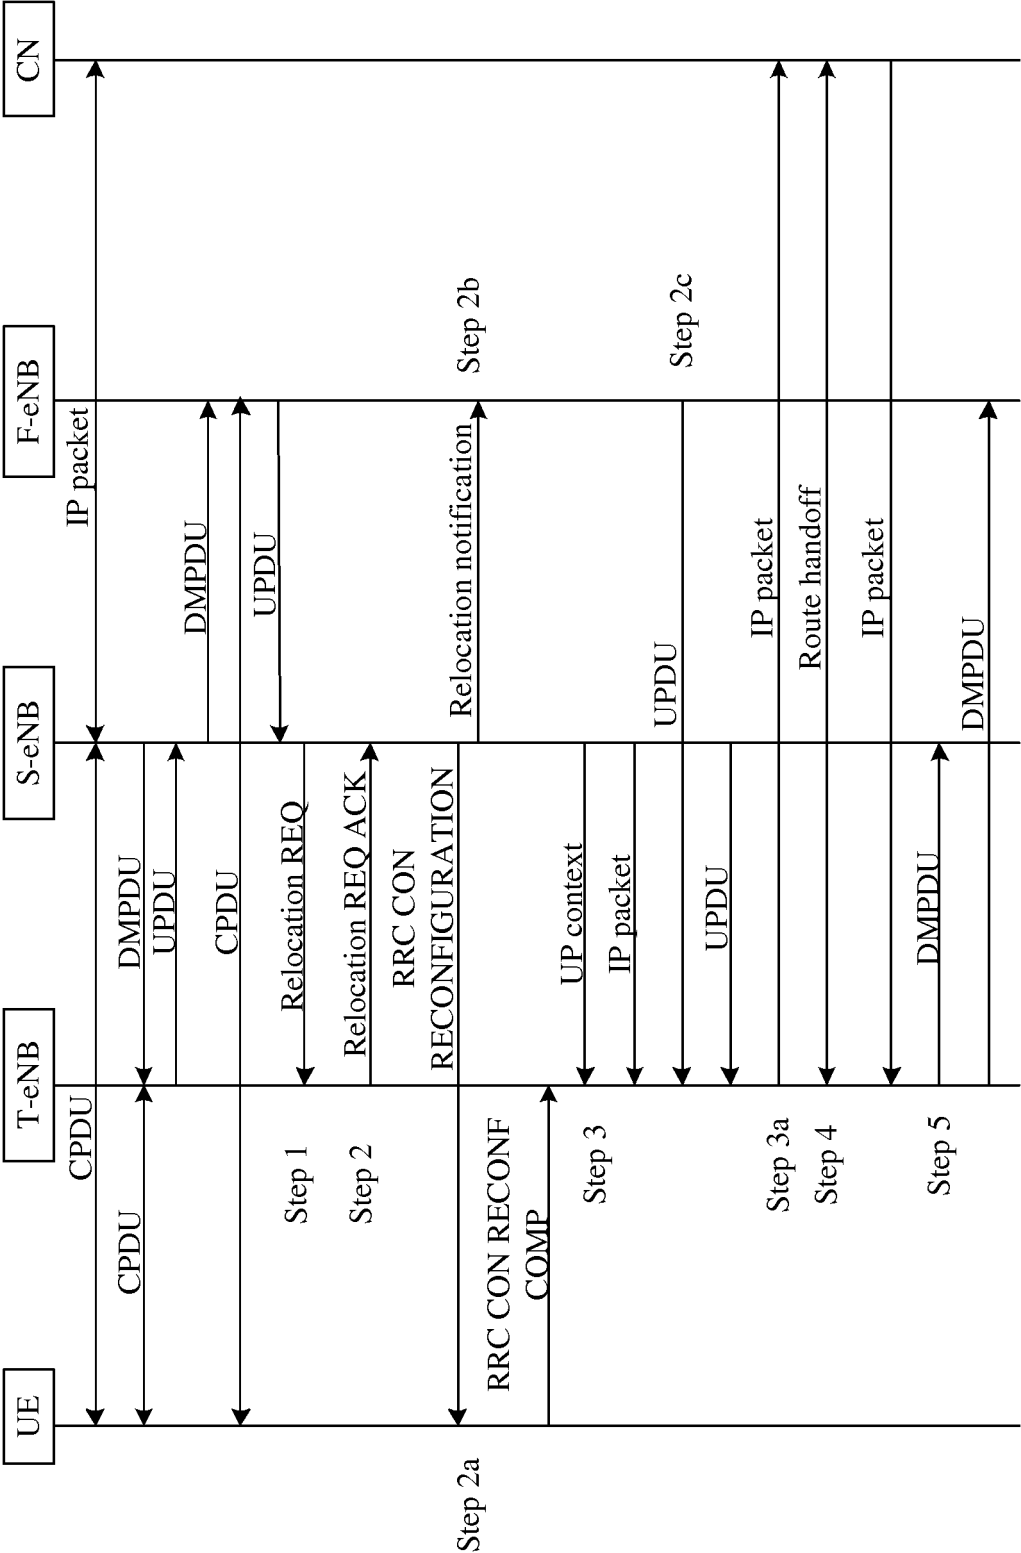 UE
T-eNB
S-eNB
F-eNB
CN
CPDU
IP packet
CPDU
DMPDU
UPDU
DMPDU
CPDU
UPDU
Step 1
Relocation REQ
Step 2
Relocation REQ ACK
RRC CON
RECONFIGURATION
Step 2a
Relocation notification
Step 2b
RRC CON RECONF
COMP
Step 3
UP context
IP packet
UPDU
Step 2c
UPDU
Step 3a
IP packet
Step 4
Route handoff
IP packet
Step 5
DMPDU
DMPDU